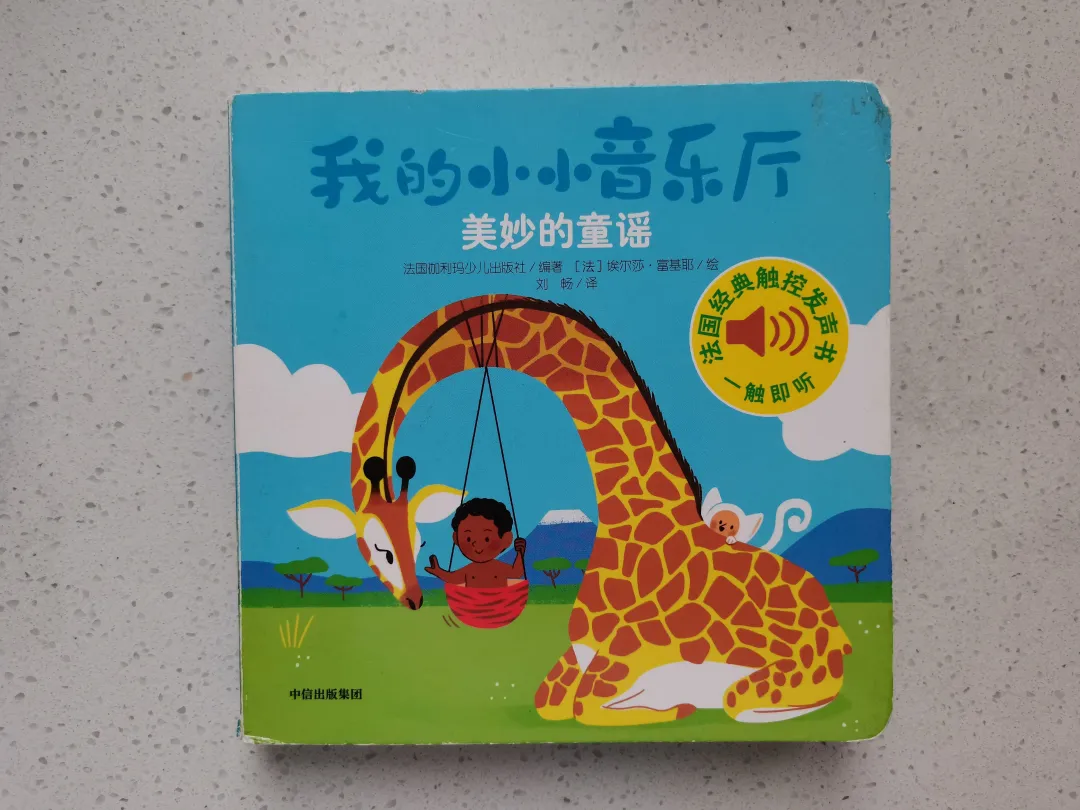 我的小小音乐厅
美妙的童谣
法国伽利玛少儿出版社/编著 [法]埃尔莎·富基耶/绘
刘 畅/译
法国经典触控发声书
一触即听
中信出版集团